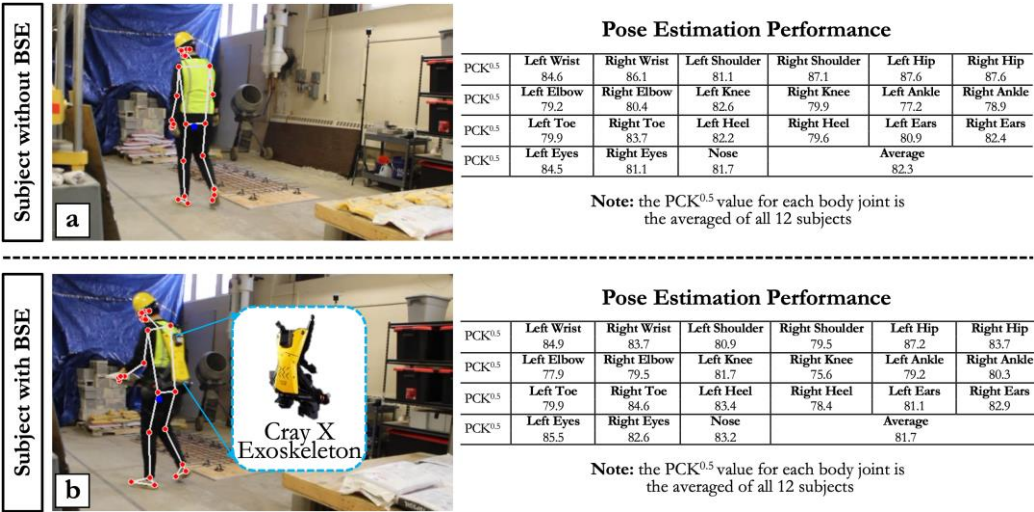 Subject without BSE
a
Pose Estimation Performance
PCK0.5 Left Wrist Right Wrist Left Shoulder Right Shoulder Left Hip Right Hip
84.6 86.1 81.1 87.1 87.6 87.6
PCK0.5 Left Elbow Right Elbow Left Knee Right Knee Left Ankle Right Ankle
79.2 80.4 82.6 79.9 77.2 78.9
PCK0.5 Left Toe Right Toe Left Heel Right Heel Left Ears Right Ears
79.9 83.7 82.2 79.6 80.9 82.4
PCK0.5 Left Eyes Right Eyes Nose Average
84.5 81.1 81.7 82.3
Note: the PCK0.5 value for each body joint is
the averaged of all 12 subjects
Subject with BSE
b
Cray X
Exoskeleton
Pose Estimation Performance
PCK0.5 Left Wrist Right Wrist Left Shoulder Right Shoulder Left Hip Right Hip
84.9 83.7 80.9 79.5 87.2 83.7
PCK0.5 Left Elbow Right Elbow Left Knee Right Knee Left Ankle Right Ankle
77.9 79.5 81.7 75.6 79.2 80.3
PCK0.5 Left Toe Right Toe Left Heel Right Heel Left Ears Right Ears
79.9 84.6 83.4 78.4 81.1 82.9
PCK0.5 Left Eyes Right Eyes Nose Average
85.5 82.6 83.2 81.7
Note: the PCK0.5 value for each body joint is
the averaged of all 12 subjects